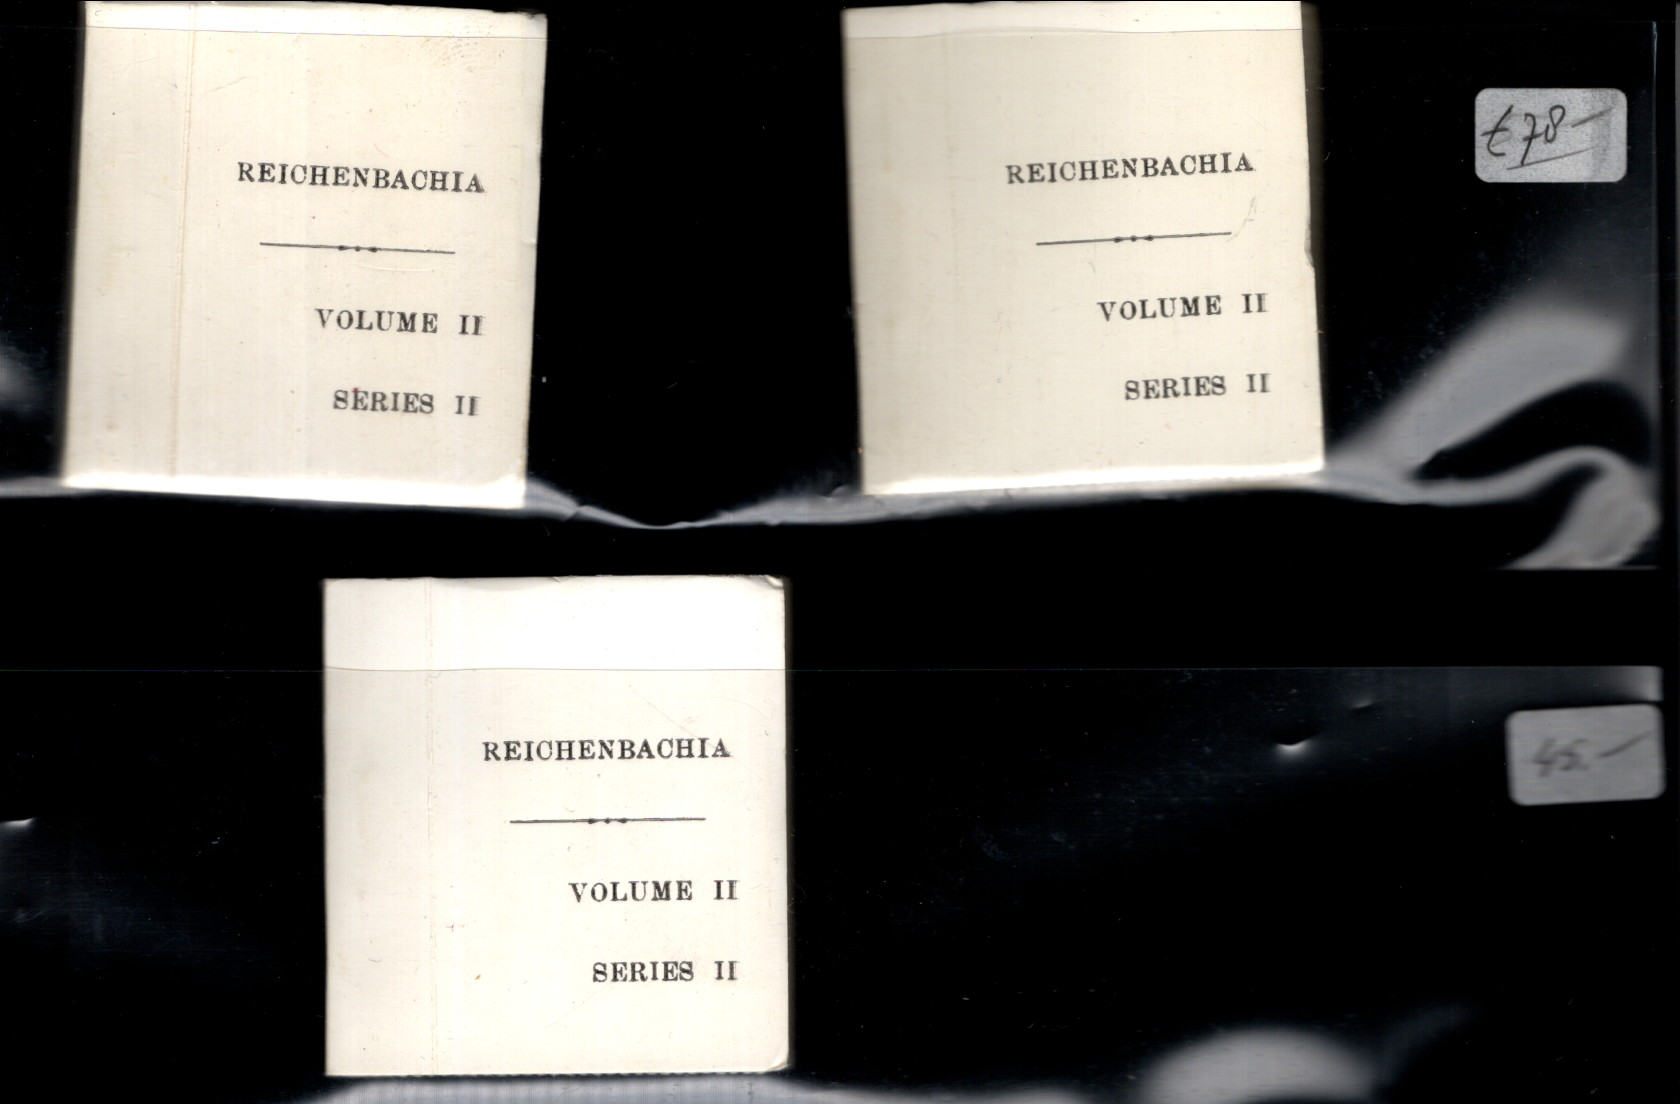 REICHENBACHIA
VOLUME II
SERIES II
REICHENBACHIA
VOLUME II
SERIES II
€78-
REICHENBACHIA
VOLUME II
SERIES II
45.-